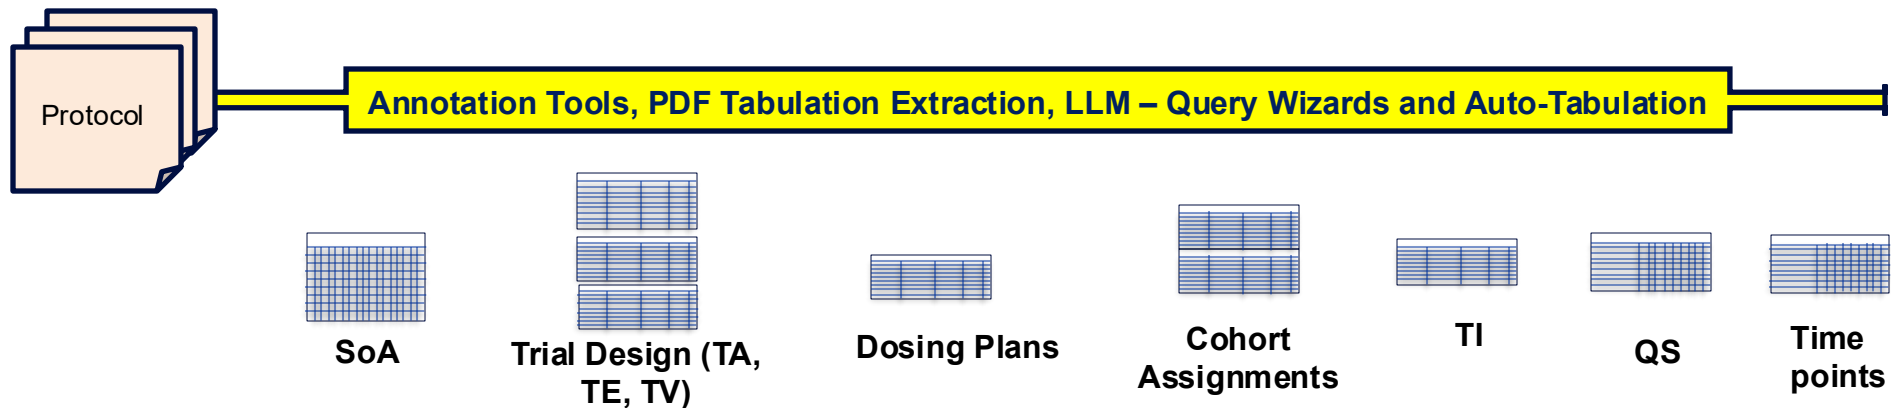 Protocol
Annotation Tools, PDF Tabulation Extraction, LLM – Query Wizards and Auto-Tabulation
SoA
Trial Design (TA,
TE, TV)
Dosing Plans
Cohort
Assignments
TI
QS
Time
points